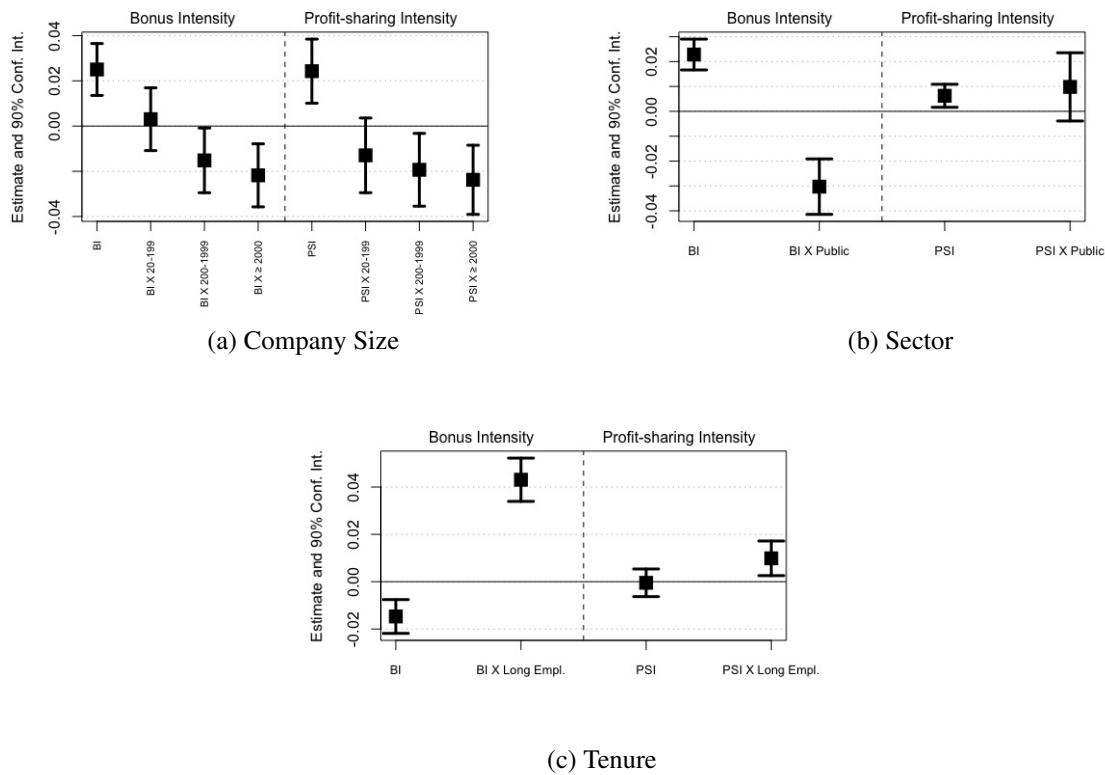 Bonus Intensity Profit-sharing Intensity
Estimate and 90% Conf. Int.
0.04
0.02
0.00
-0.04
BI
BI X 20-199
BI X 200-1999
BI X ≥ 2000
PSI
PSI X 20-199
PSI X 200-1999
PSI X ≥ 2000
(a) Company Size
Bonus Intensity Profit-sharing Intensity
Estimate and 90% Conf. Int.
0.02
0.00
-0.02
-0.04
BI BI X Public PSI PSI X Public
(b) Sector
Bonus Intensity Profit-sharing Intensity
Estimate and 90% Conf. Int.
0.04
0.02
0.00
-0.02
BI BI X Long Empl. PSI PSI X Long Empl.
(c) Tenure